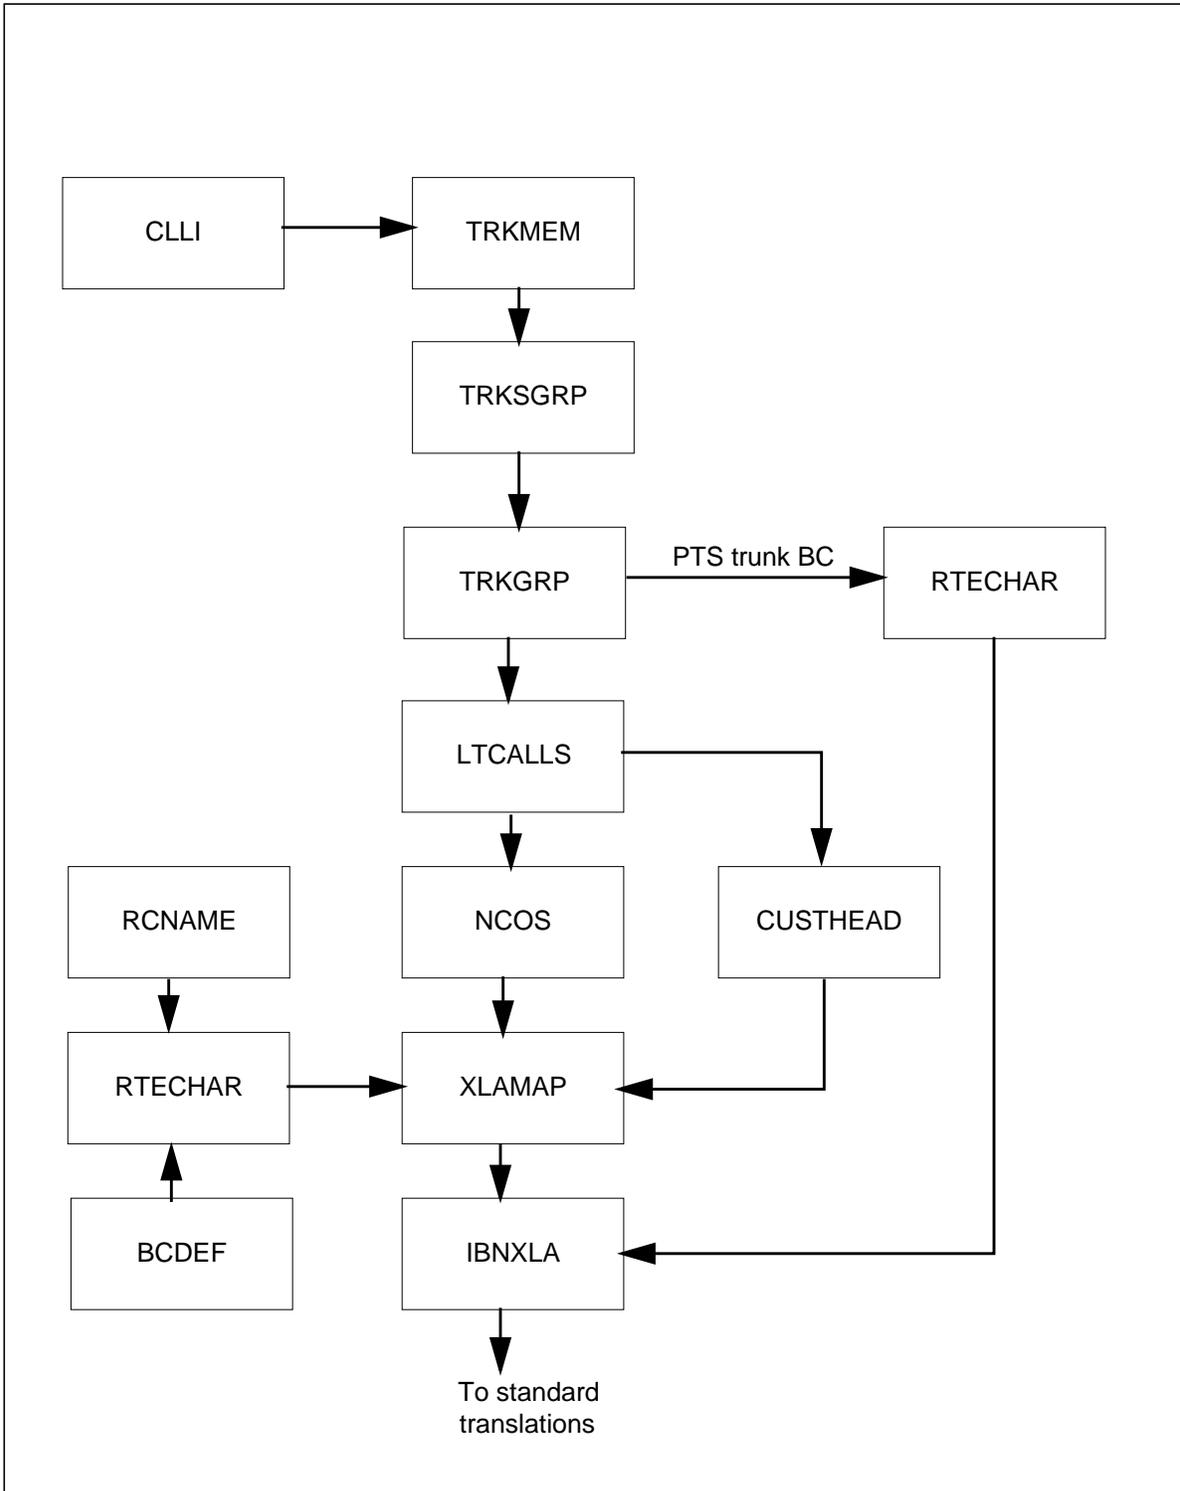 CLLI
TRKMEM
TRKSGRP
PTS trunk BC
TRKGRP
RTECHAR
LTCALLS
RCNAME
NCOS
CUSTHEAD
RTECHAR
XLAMAP
BCDEF
IBNXLA
To standard
translations